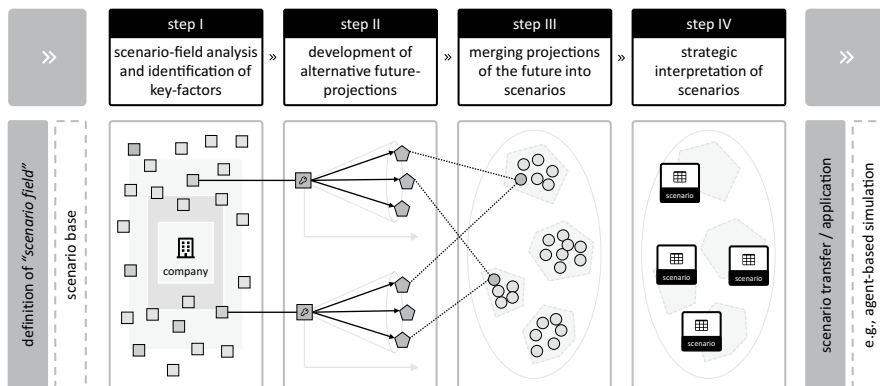 »
step I
scenario-field analysis
and identification of
key-factors
»
step II
development of
alternative future-
projections
»
step III
merging projections
of the future into
scenarios
»
step IV
strategic
interpretation of
scenarios
»
definition of "scenario field"
scenario base
company
scenario
scenario
scenario
scenario
scenario transfer / application
e.g., agent-based simulation